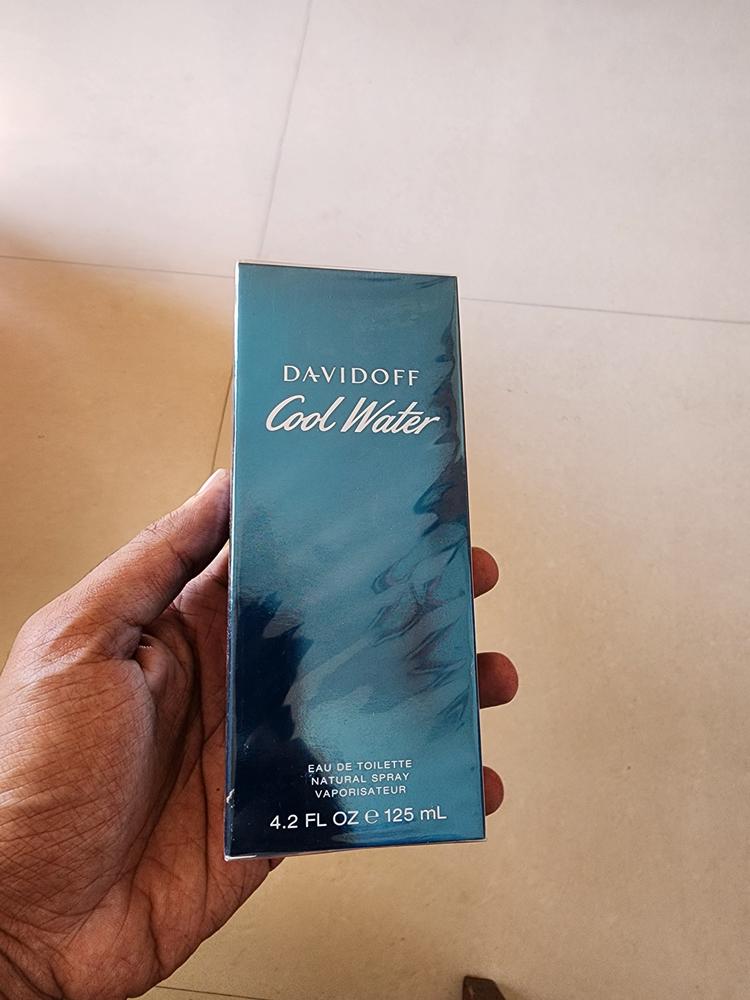 DAVIDOFF
Cool Water
EAU DE TOILETTE
NATURAL SPRAY
VAPORISATEUR
4.2 FL OZ ℮ 125 mL